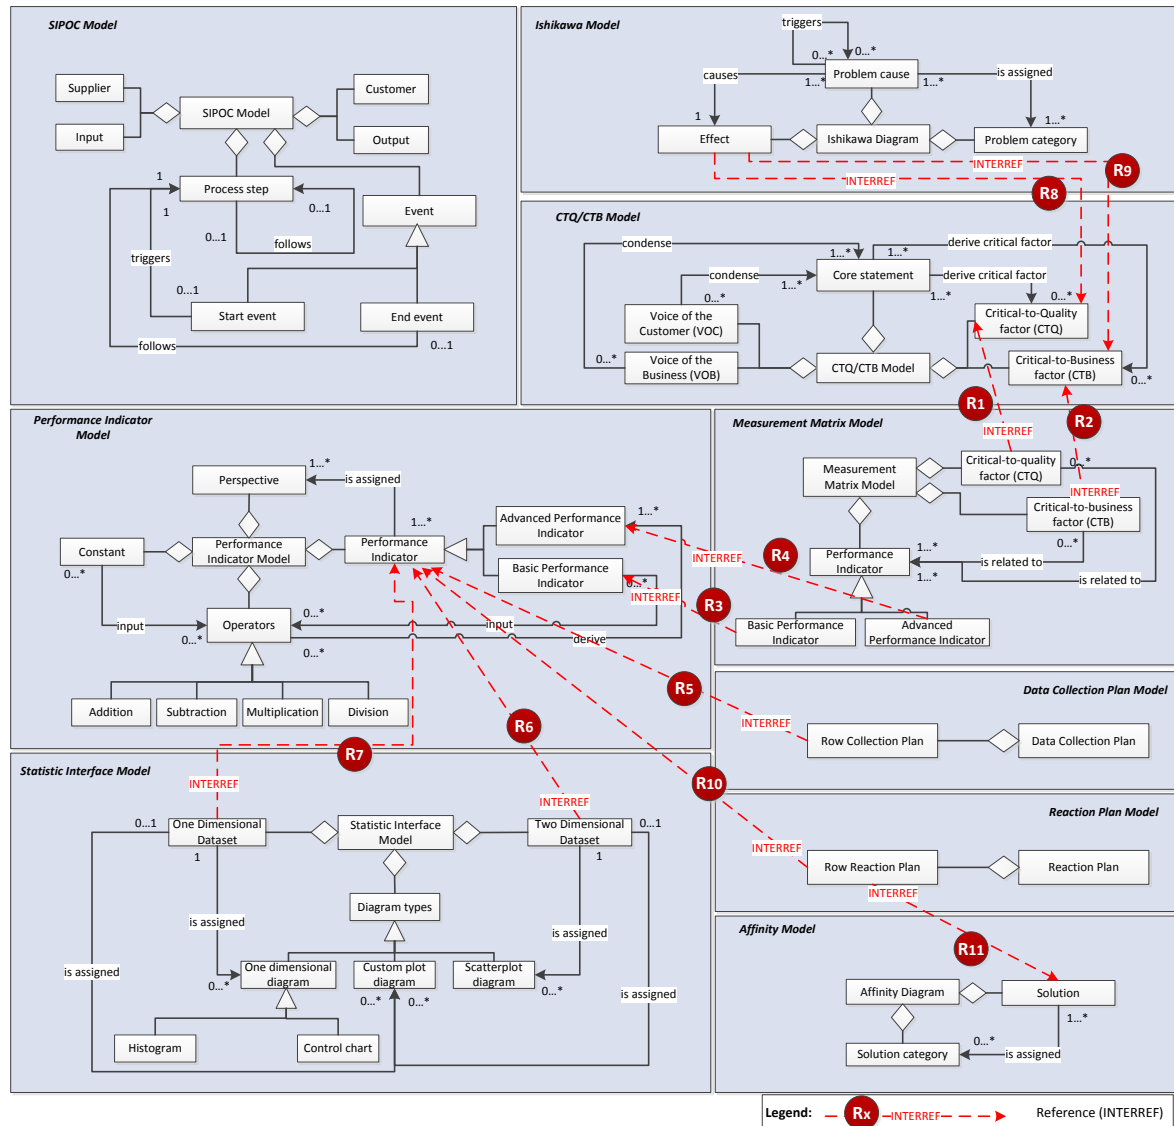 SIPOC Model
Supplier
Input
SIPOC Model
Customer
Output
Process step
1
1
0...1
0...1
follows
triggers
Event
0...1
Start event
End event
0...1
follows
Ishikawa Model
triggers
0...*
0...*
causes
1...*
Problem cause
1...*
is assigned
1
1...*
Effect
Ishikawa Diagram
Problem category
INTERREF
INTERREF
R9
R8
CTQ/CTB Model
condense
1...*
1...*
derive critical factor
condense
1...*
Core statement
derive critical factor
0...*
1...*
0...*
Voice of the
Customer (VOC)
Critical-to-Quality
factor (CTQ)
0...*
Voice of the
Business (VOB)
CTQ/CTB Model
Critical-to-Business
factor (CTB)
0...*
R1
R2
INTERREF
INTERREF
Performance Indicator
Model
1...*
Perspective
is assigned
1...*
Advanced Performance
Indicator
1...*
Constant
Performance
Indicator Model
Performance
Indicator
Basic Performance
Indicator
0...*
0...*
INTERREF
0...*
input
Operators
input
0...*
0...*
derive
Addition
Subtraction
Multiplication
Division
Measurement Matrix Model
Measurement
Matrix Model
Critical-to-quality
factor (CTQ)
0...*
Critical-to-business
factor (CTB)
0...*
R4
INTERREF
Performance
Indicator
1...*
1...*
is related to
is related to
R3
Basic Performance
Indicator
Advanced
Performance Indicator
R5
R6
R7
R10
Data Collection Plan Model
INTERREF
Row Collection Plan
Data Collection Plan
Statistic Interface Model
INTERREF
INTERREF
0...1
One Dimensional
Dataset
1
Statistic Interface
Model
Two Dimensional
Dataset
1
0...1
Diagram types
is assigned
is assigned
is assigned
is assigned
One dimensional
diagram
0...*
Custom plot
diagram
0...*
0...*
Scatterplot
diagram
0...*
Histogram
Control chart
Reaction Plan Model
INTERREF
Row Reaction Plan
Reaction Plan
INTERREF
Affinity Model
R11
Affinity Diagram
Solution
1...*
Solution category
0...*
is assigned
Legend:
Rx
INTERREF
Reference (INTERREF)